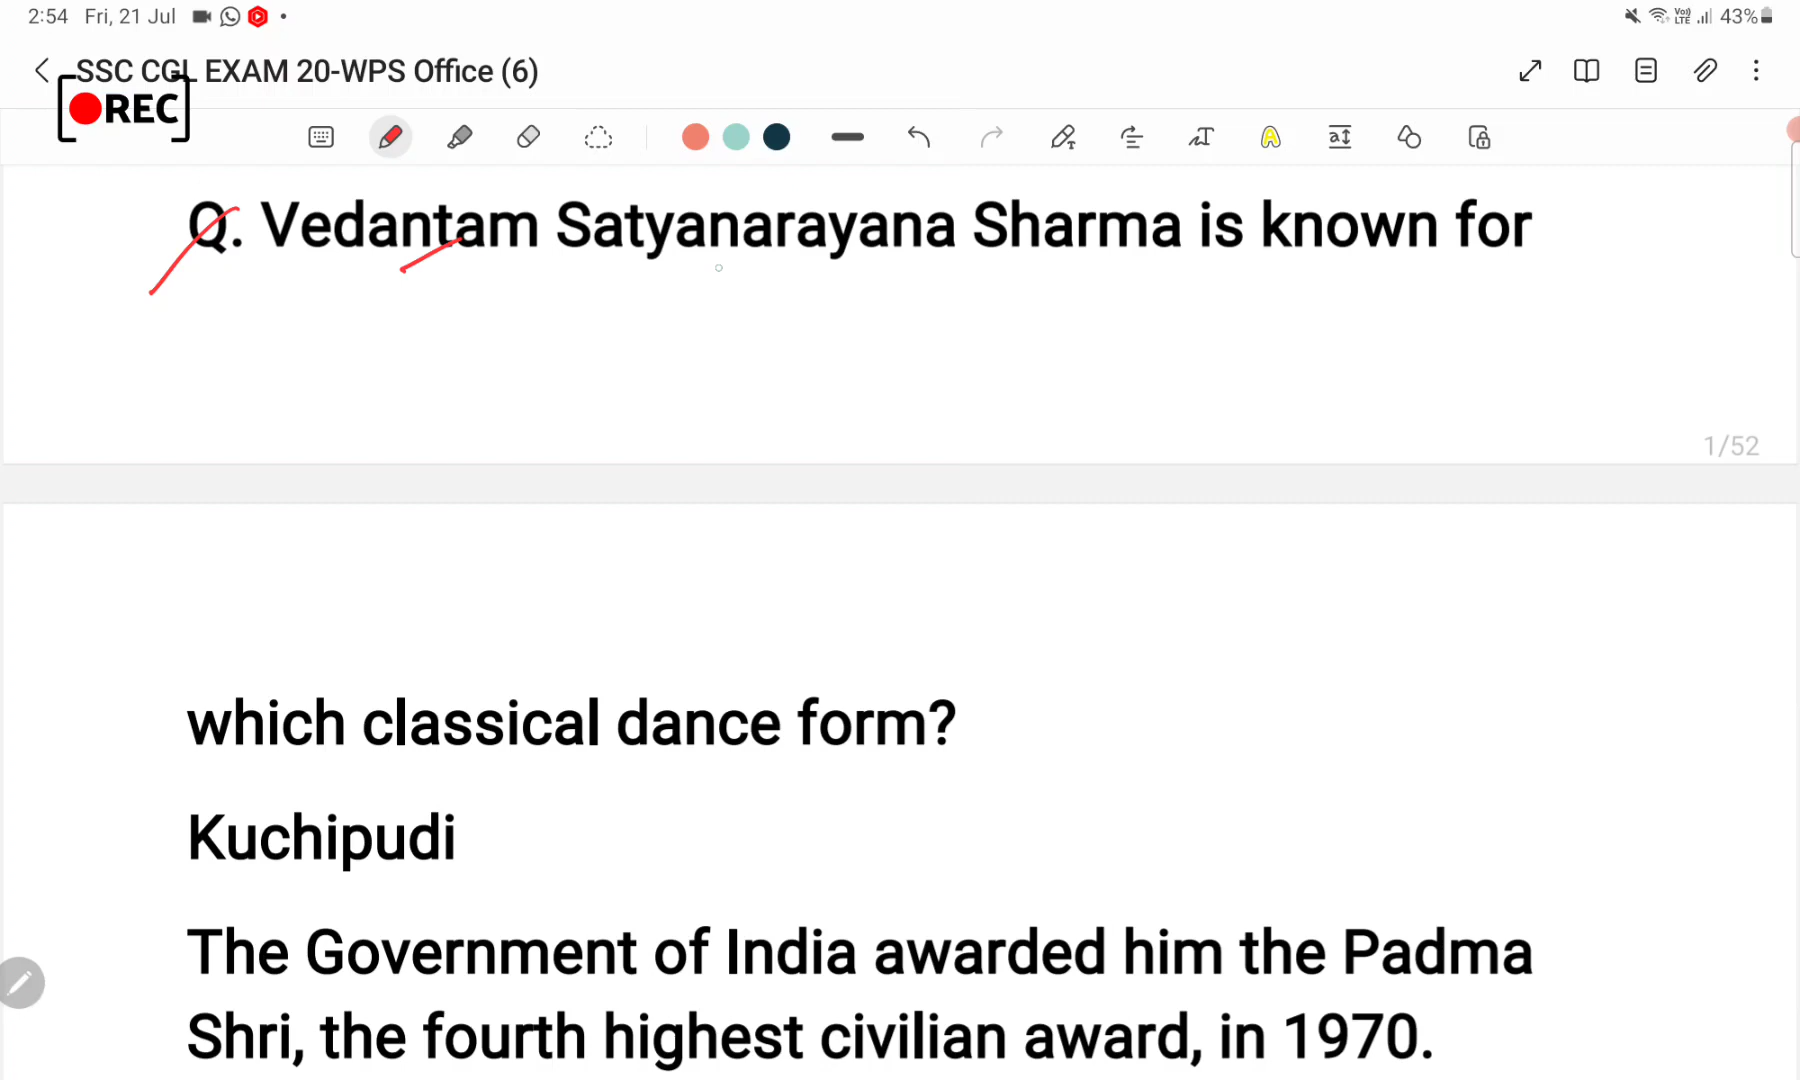 2:54 Fri, 21 Jul 43%
SSC CGL EXAM 20-WPS Office (6)
REC
Q. Vedantam Satyanarayana Sharma is known for
1/52
which classical dance form?
Kuchipudi
The Government of India awarded him the Padma
Shri, the fourth highest civilian award, in 1970.